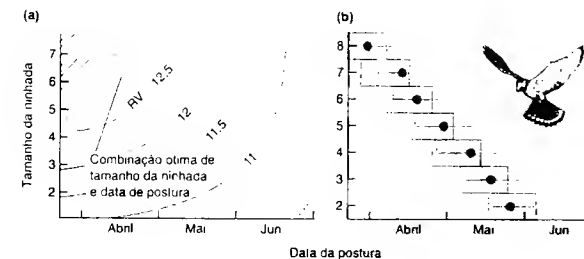 (a)
Tamanho da ninhada
7
6
5
4
3
2
RV 12.5
12
11.5
11
Combinação otima de
tamanho da ninhada
e data de postura
Abril Mai Jun
(b)
8
7
6
5
4
3
2
Abril Mai Jun
Data da postura